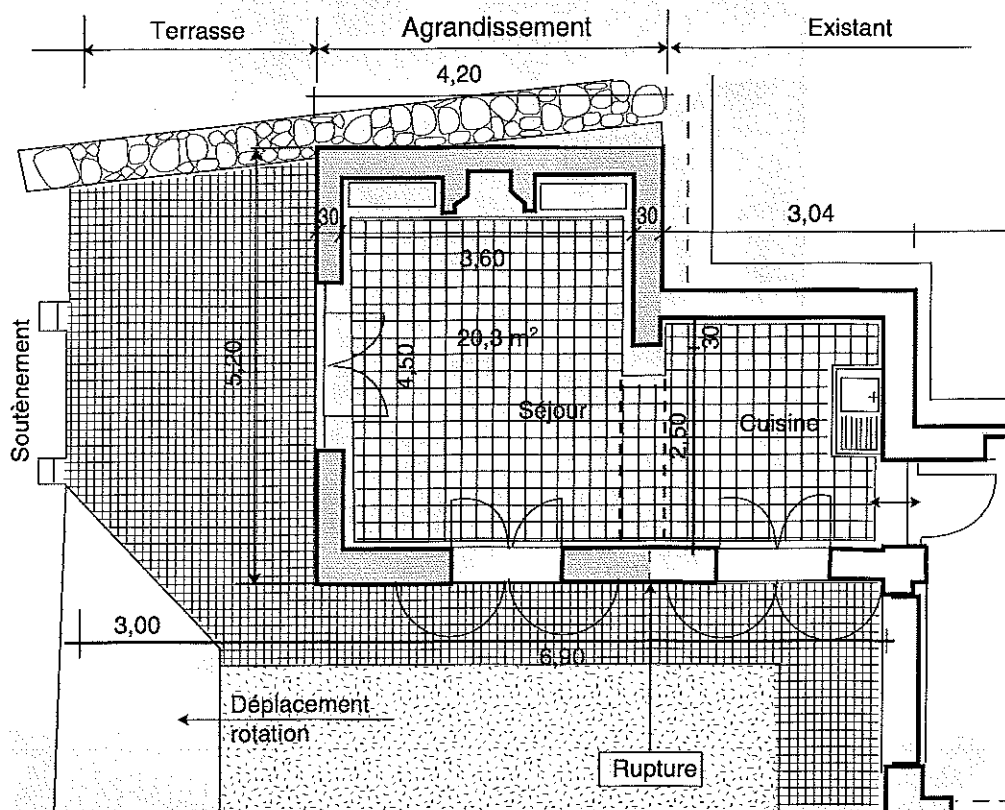 Terrasse
Agrandissement
Existant
4,20
30
30
3,04
3,60
20,3 m²
30
5,20
4,50
Séjour
Cuisine
2,50
Soutènement
3,00
6,90
Déplacement
rotation
Rupture